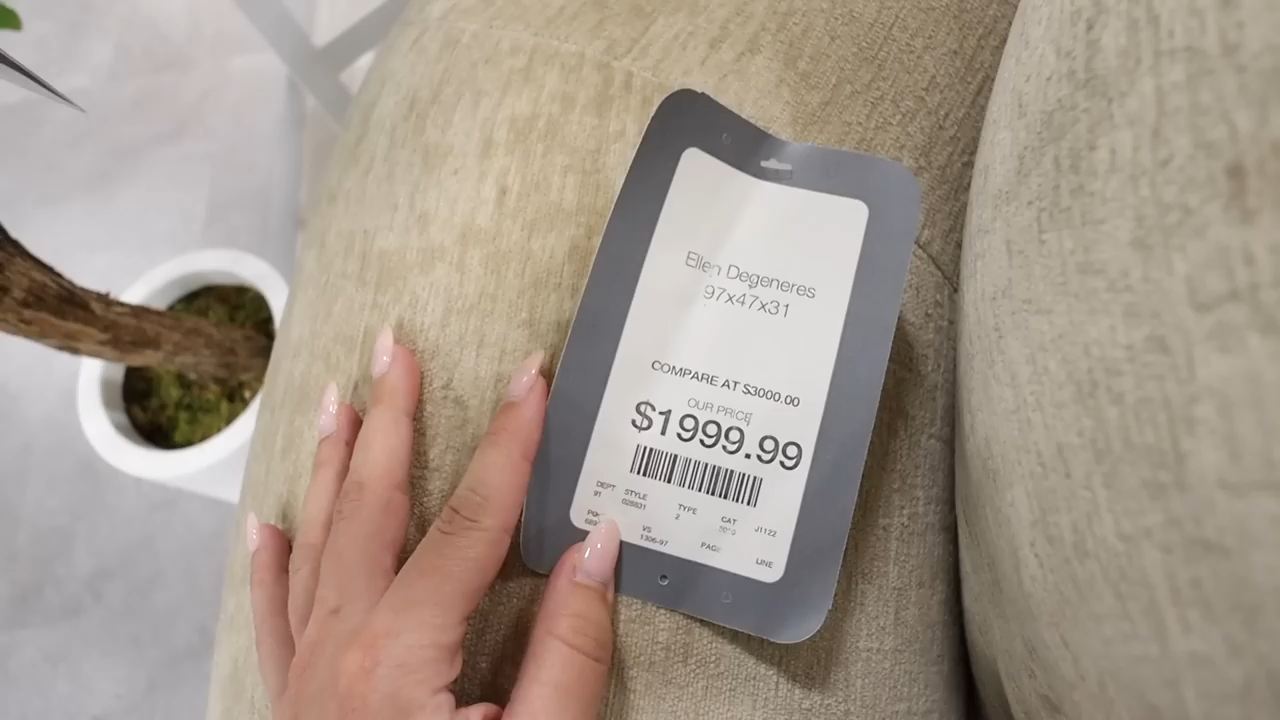 Ellen Degeneres
97x47x31
COMPARE AT $3000.00
OUR PRICE
$1999.99
DEPT STYLE TYPE CAT J1122
91 028831 2
VS PAGE LINE
1306-97